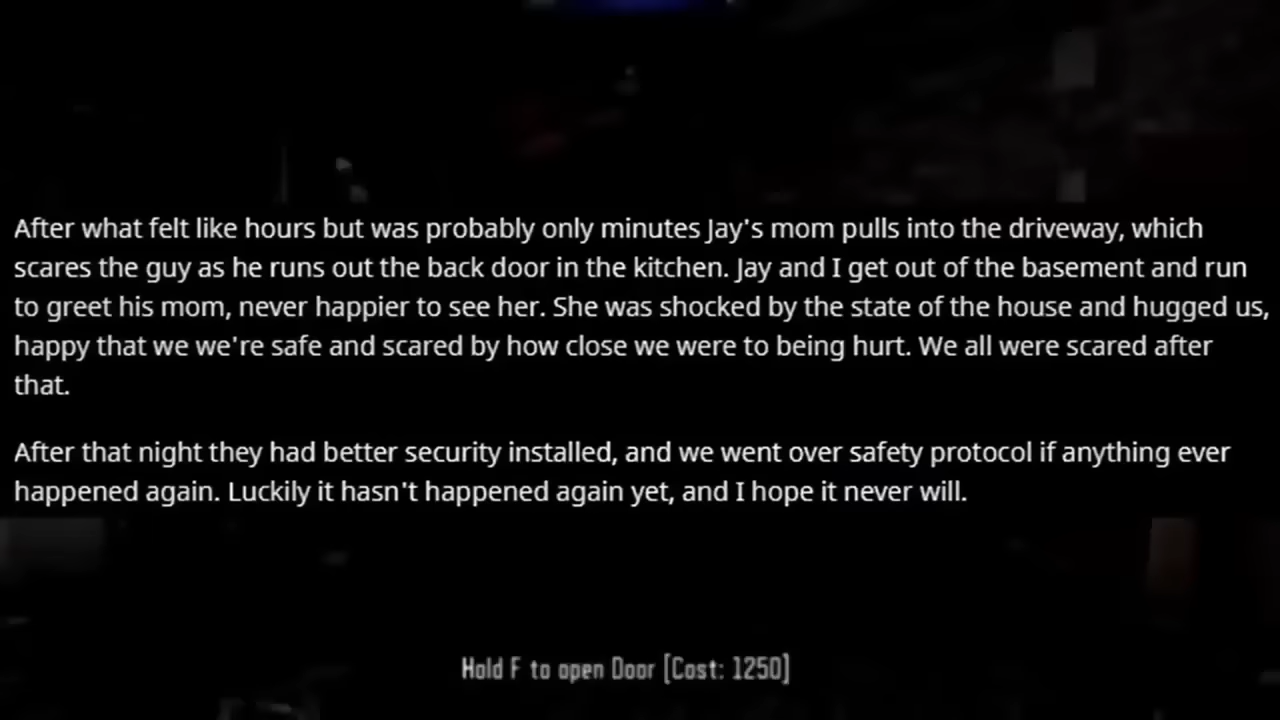 After what felt like hours but was probably only minutes Jay's mom pulls into the driveway, which
scares the guy as he runs out the back door in the kitchen. Jay and I get out of the basement and run
to greet his mom, never happier to see her. She was shocked by the state of the house and hugged us,
happy that we we're safe and scared by how close we were to being hurt. We all were scared after
that.
After that night they had better security installed, and we went over safety protocol if anything ever
happened again. Luckily it hasn't happened again yet, and I hope it never will.
Hold F to open Door [Cost: 1250]